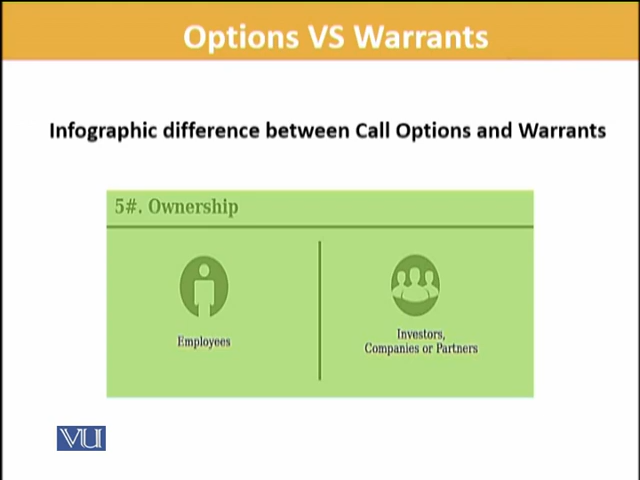 Options VS Warrants
Infographic difference between Call Options and Warrants
5#. Ownership
Employees
Investors,
Companies or Partners
VU